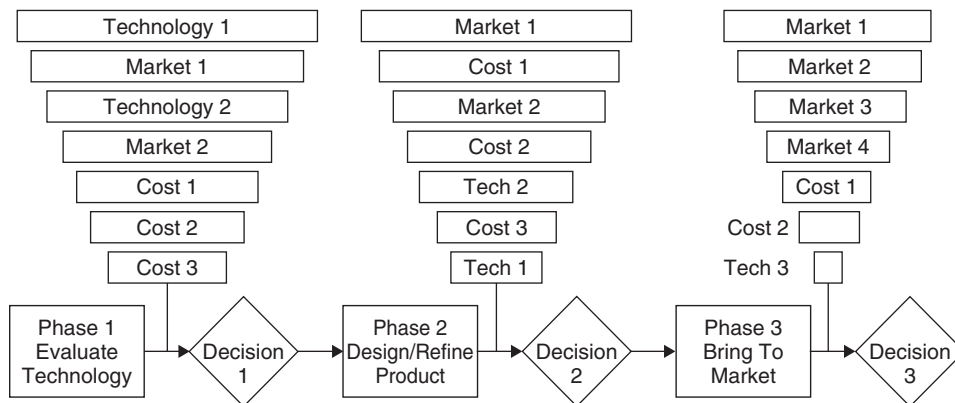 Technology 1
Market 1
Technology 2
Market 2
Cost 1
Cost 2
Cost 3
Phase 1
Evaluate
Technology
Decision
1
Market 1
Cost 1
Market 2
Cost 2
Tech 2
Cost 3
Tech 1
Phase 2
Design/Refine
Product
Decision
2
Market 1
Market 2
Market 3
Market 4
Cost 1
Cost 2
Tech 3
Phase 3
Bring To
Market
Decision
3